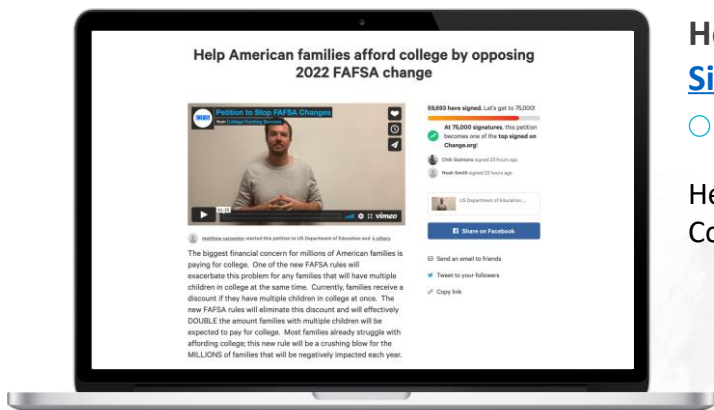 Help American families afford college by opposing
2022 FAFSA change
Petition to Stop FAFSA Changes
from College Funding Services
vimeo
matthew carpenter started this petition to US Department of Education and 4 others
The biggest financial concern for millions of American families is
paying for college. One of the new FAFSA rules will
exacerbate this problem for any families that will have multiple
children in college at the same time. Currently, families receive a
discount if they have multiple children in college at once. The
new FAFSA rules will eliminate this discount and will effectively
DOUBLE the amount families with multiple children will be
expected to pay for college. Most families already struggle with
affording college; this new rule will be a crushing blow for the
MILLIONS of families that will be negatively impacted each year.
59,693 have signed. Let's get to 75,000!
At 75,000 signatures, this petition
becomes one of the top signed on
Change.org!
signed 22 hours ago
Noah Smith signed 22 hours ago
US Department of Education ...
Share on Facebook
Send an email to friends
Tweet to your followers
Copy link
He
Si
He
Co